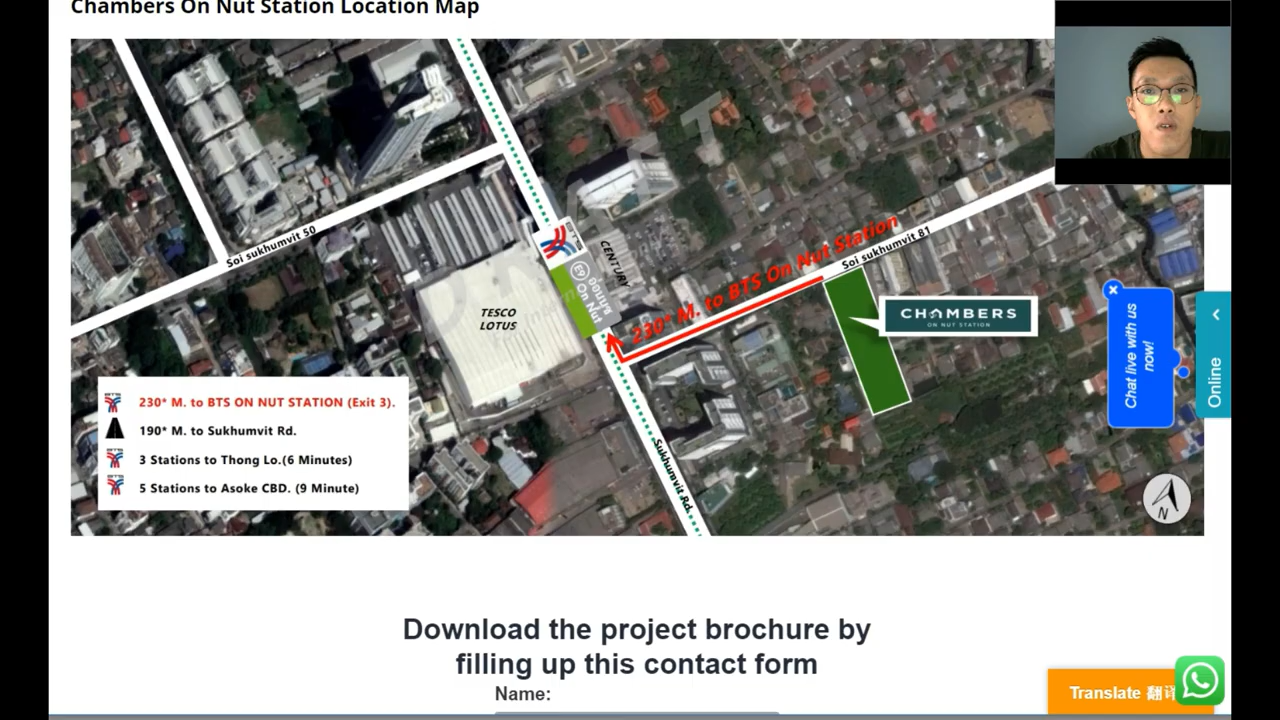 Chambers On Nut Station Location Map
Soi sukhumvit 50
BTS
CENTURY
E9 อ่อนนุช
On Nut
TESCO
LOTUS
230* M. to BTS On Nut Station
Soi sukhumvit 81
CHAMBERS
ON NUT STATION
Sukhumvit Rd.
230* M. to BTS ON NUT STATION (Exit 3).
190* M. to Sukhumvit Rd.
3 Stations to Thong Lo.(6 Minutes)
5 Stations to Asoke CBD. (9 Minute)
N
Chat live with us
now!
Online
Download the project brochure by
filling up this contact form
Name:
Translate 翻译